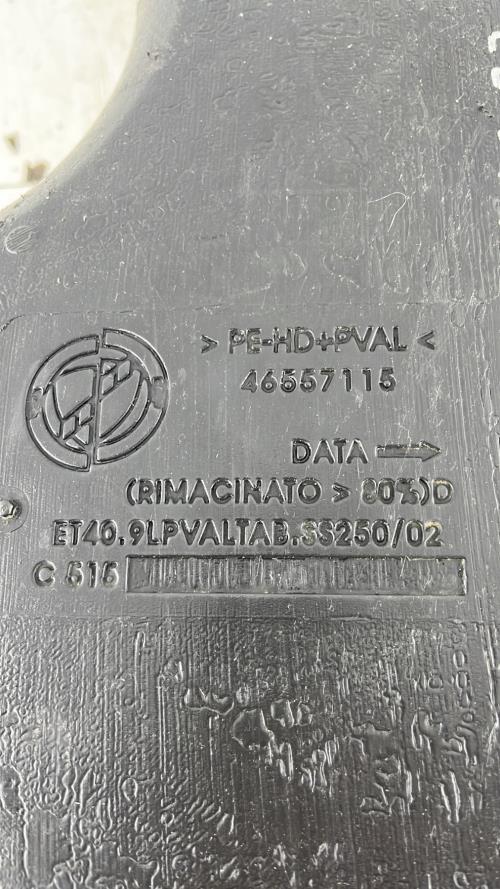 > PE-HD+PVAL <
46557115
DATA
(RIMACINATO > 80%)D
ET40.9LPVALTAB.SS250/02
C 515